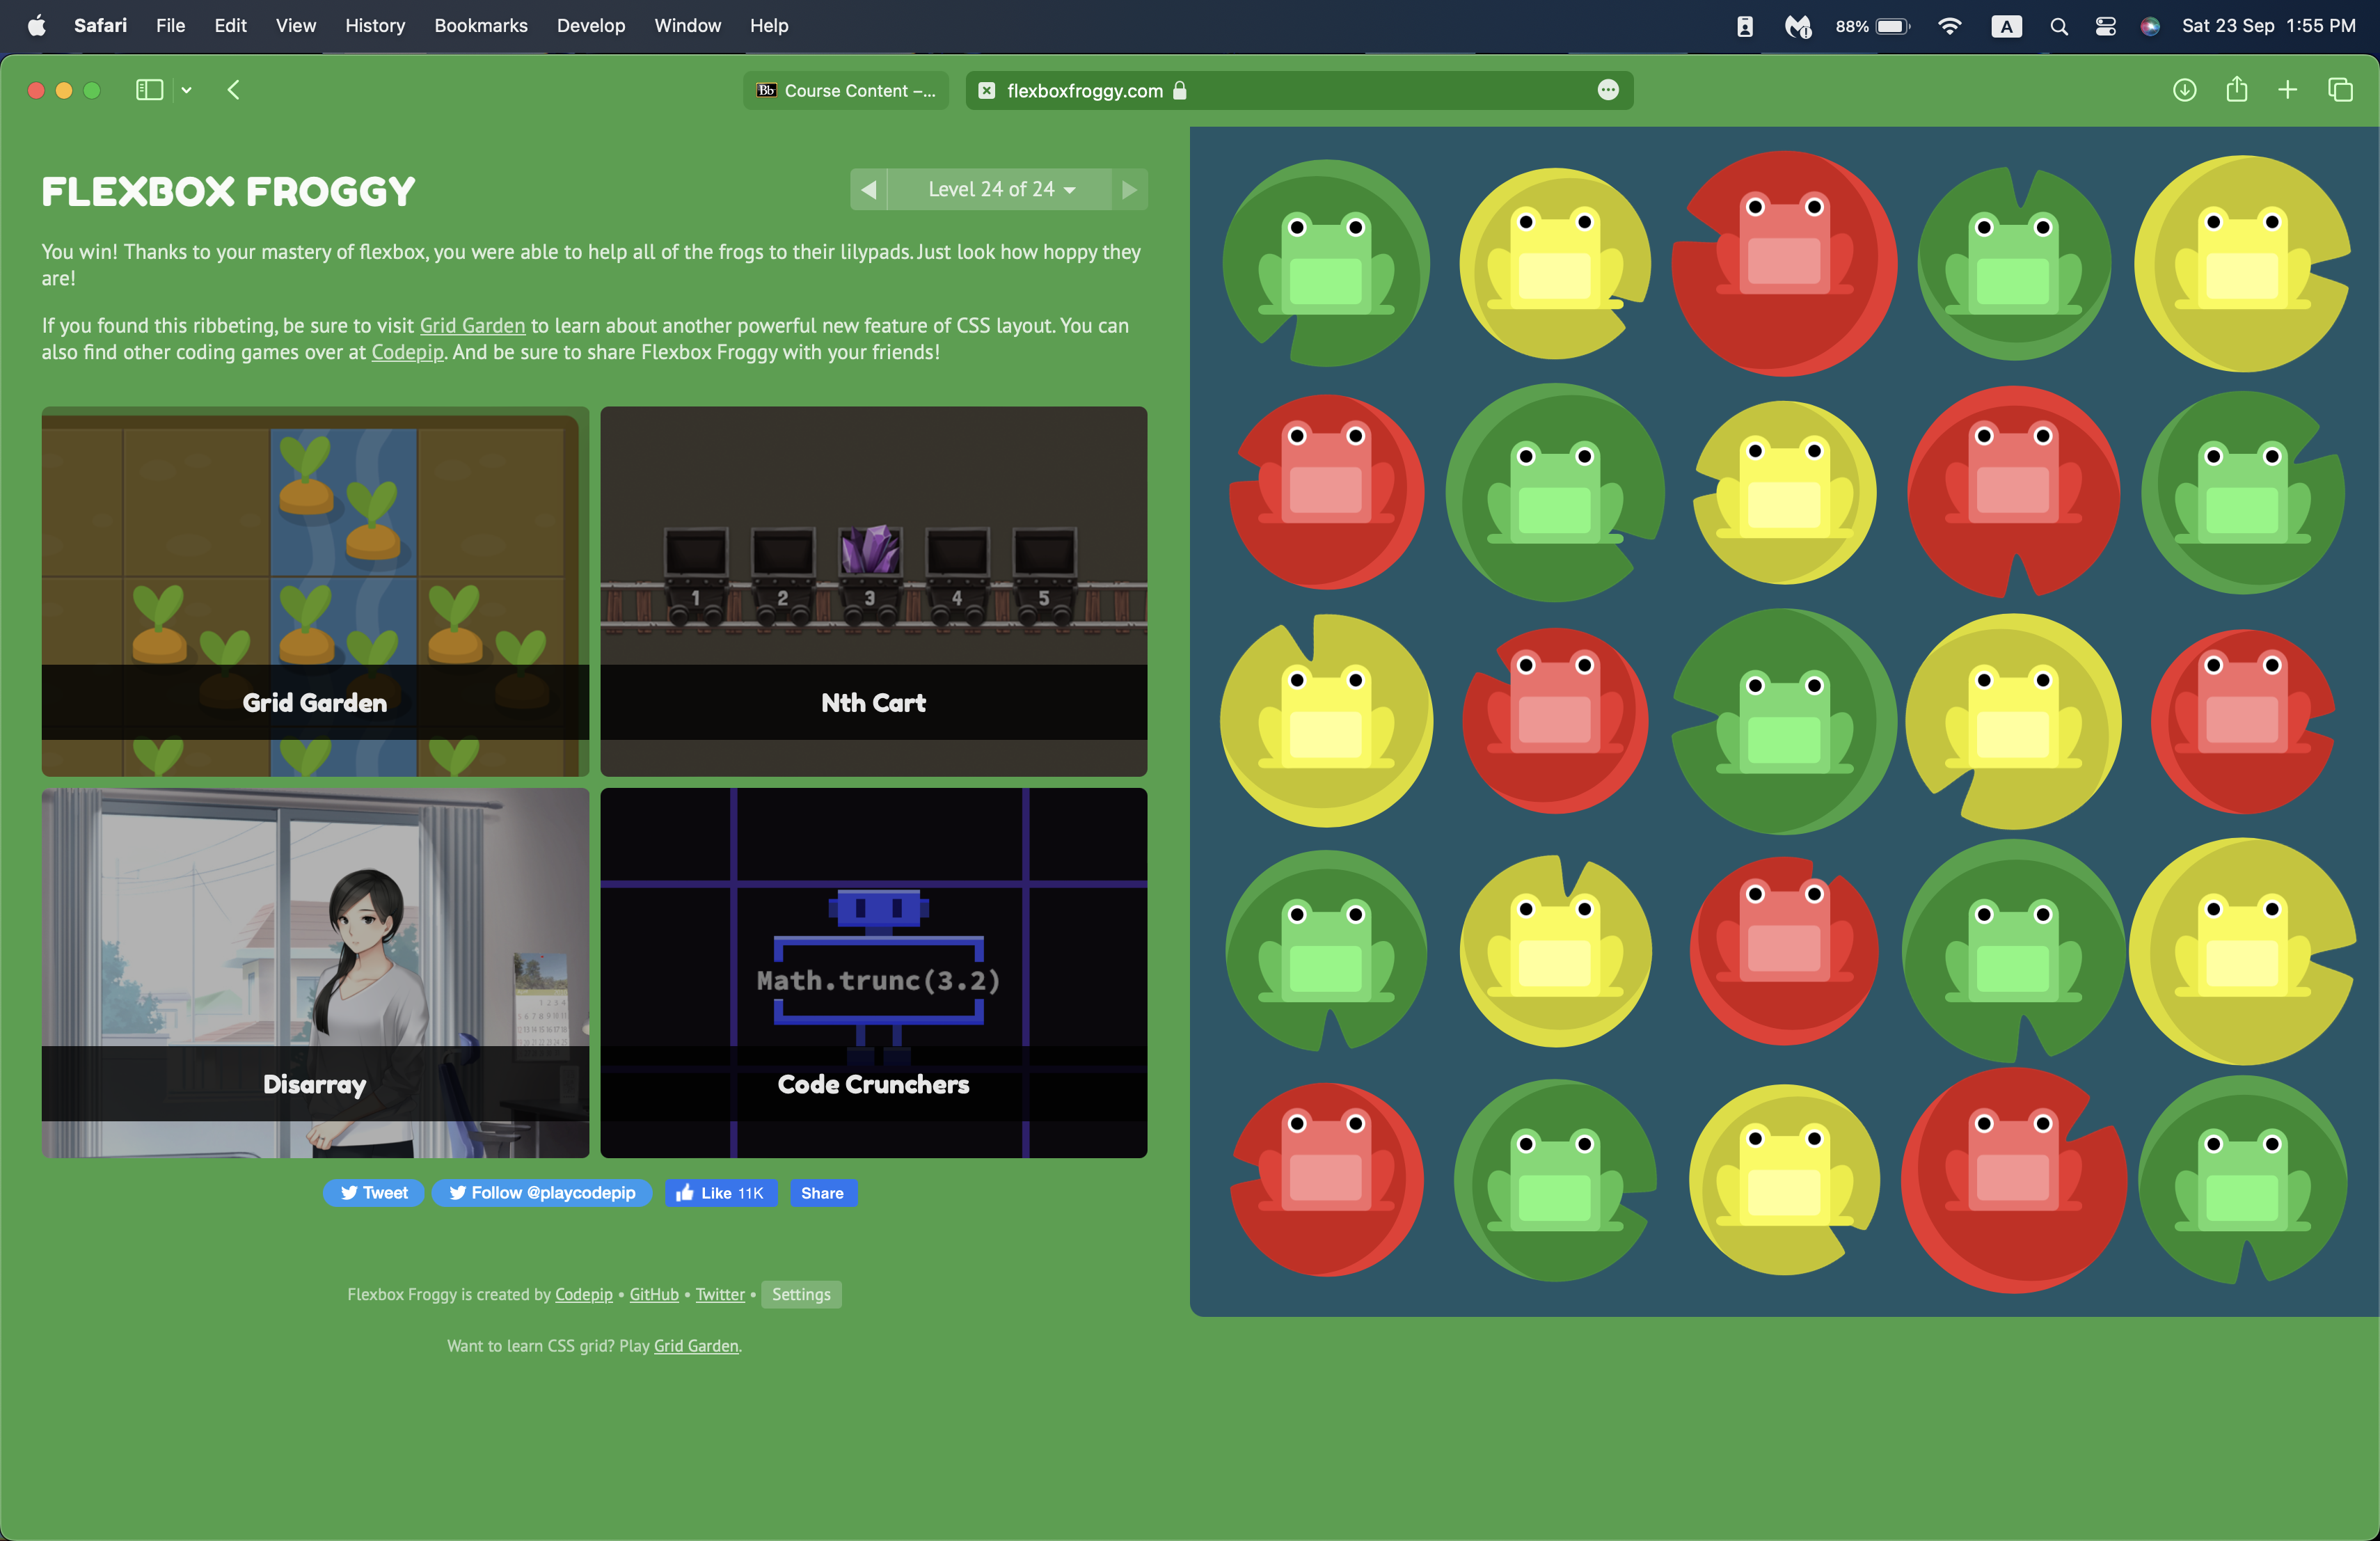 Safari File Edit View History Bookmarks Develop Window Help 88% A Sat 23 Sep 1:55 PM
Bb Course Content –... flexboxfroggy.com
FLEXBOX FROGGY
Level 24 of 24
You win! Thanks to your mastery of flexbox, you were able to help all of the frogs to their lilypads. Just look how hoppy they
are!
If you found this ribbeting, be sure to visit Grid Garden to learn about another powerful new feature of CSS layout. You can
also find other coding games over at Codepip. And be sure to share Flexbox Froggy with your friends!
1 2 3 4 5
Grid Garden
Nth Cart
Math.trunc(3.2)
Disarray
Code Crunchers
Tweet Follow @playcodepip Like 11K Share
Flexbox Froggy is created by Codepip • GitHub • Twitter • Settings
Want to learn CSS grid? Play Grid Garden.